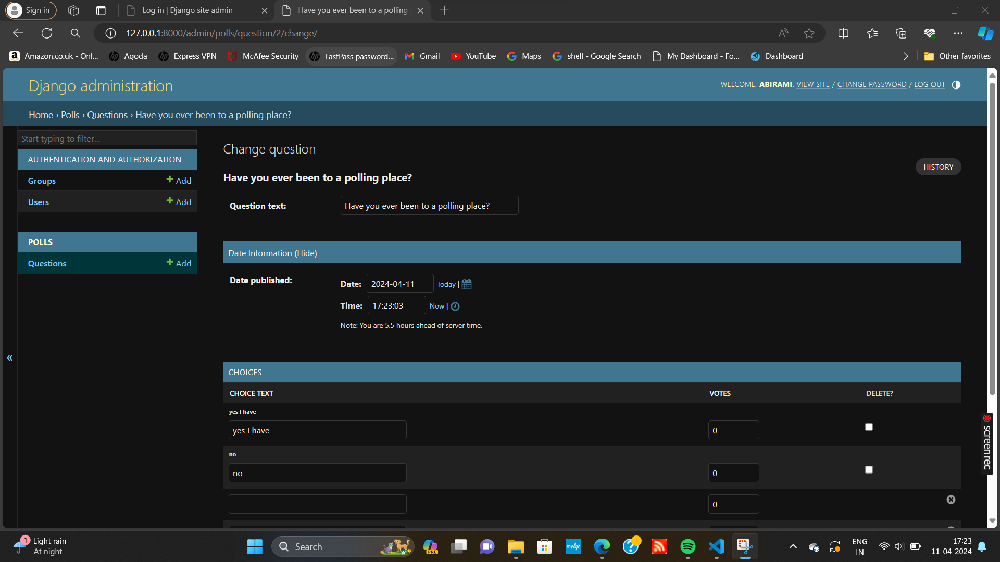 Sign in
Log in | Django site admin
Have you ever been to a polling
127.0.0.1:8000/admin/polls/question/2/change/
Amazon.co.uk - Onl...
Agoda
Express VPN
McAfee Security
LastPass password...
Gmail
YouTube
Maps
shell - Google Search
My Dashboard - Fo...
Dashboard
Other favorites
Django administration
WELCOME, ABIRAMI. VIEW SITE / CHANGE PASSWORD / LOG OUT
Home › Polls › Questions › Have you ever been to a polling place?
Start typing to filter...
AUTHENTICATION AND AUTHORIZATION
Groups
Add
Users
Add
POLLS
Questions
Add
«
Change question
HISTORY
Have you ever been to a polling place?
Question text:
Have you ever been to a polling place?
Date Information (Hide)
Date published:
Date:
2024-04-11
Today |
Time:
17:23:03
Now |
Note: You are 5.5 hours ahead of server time.
CHOICES
CHOICE TEXT
VOTES
DELETE?
yes I have
yes I have
0
no
no
0
0
screenrec
1
Light rain
At night
Search
PRE
myhp
ENG
IN
17:23
11-04-2024